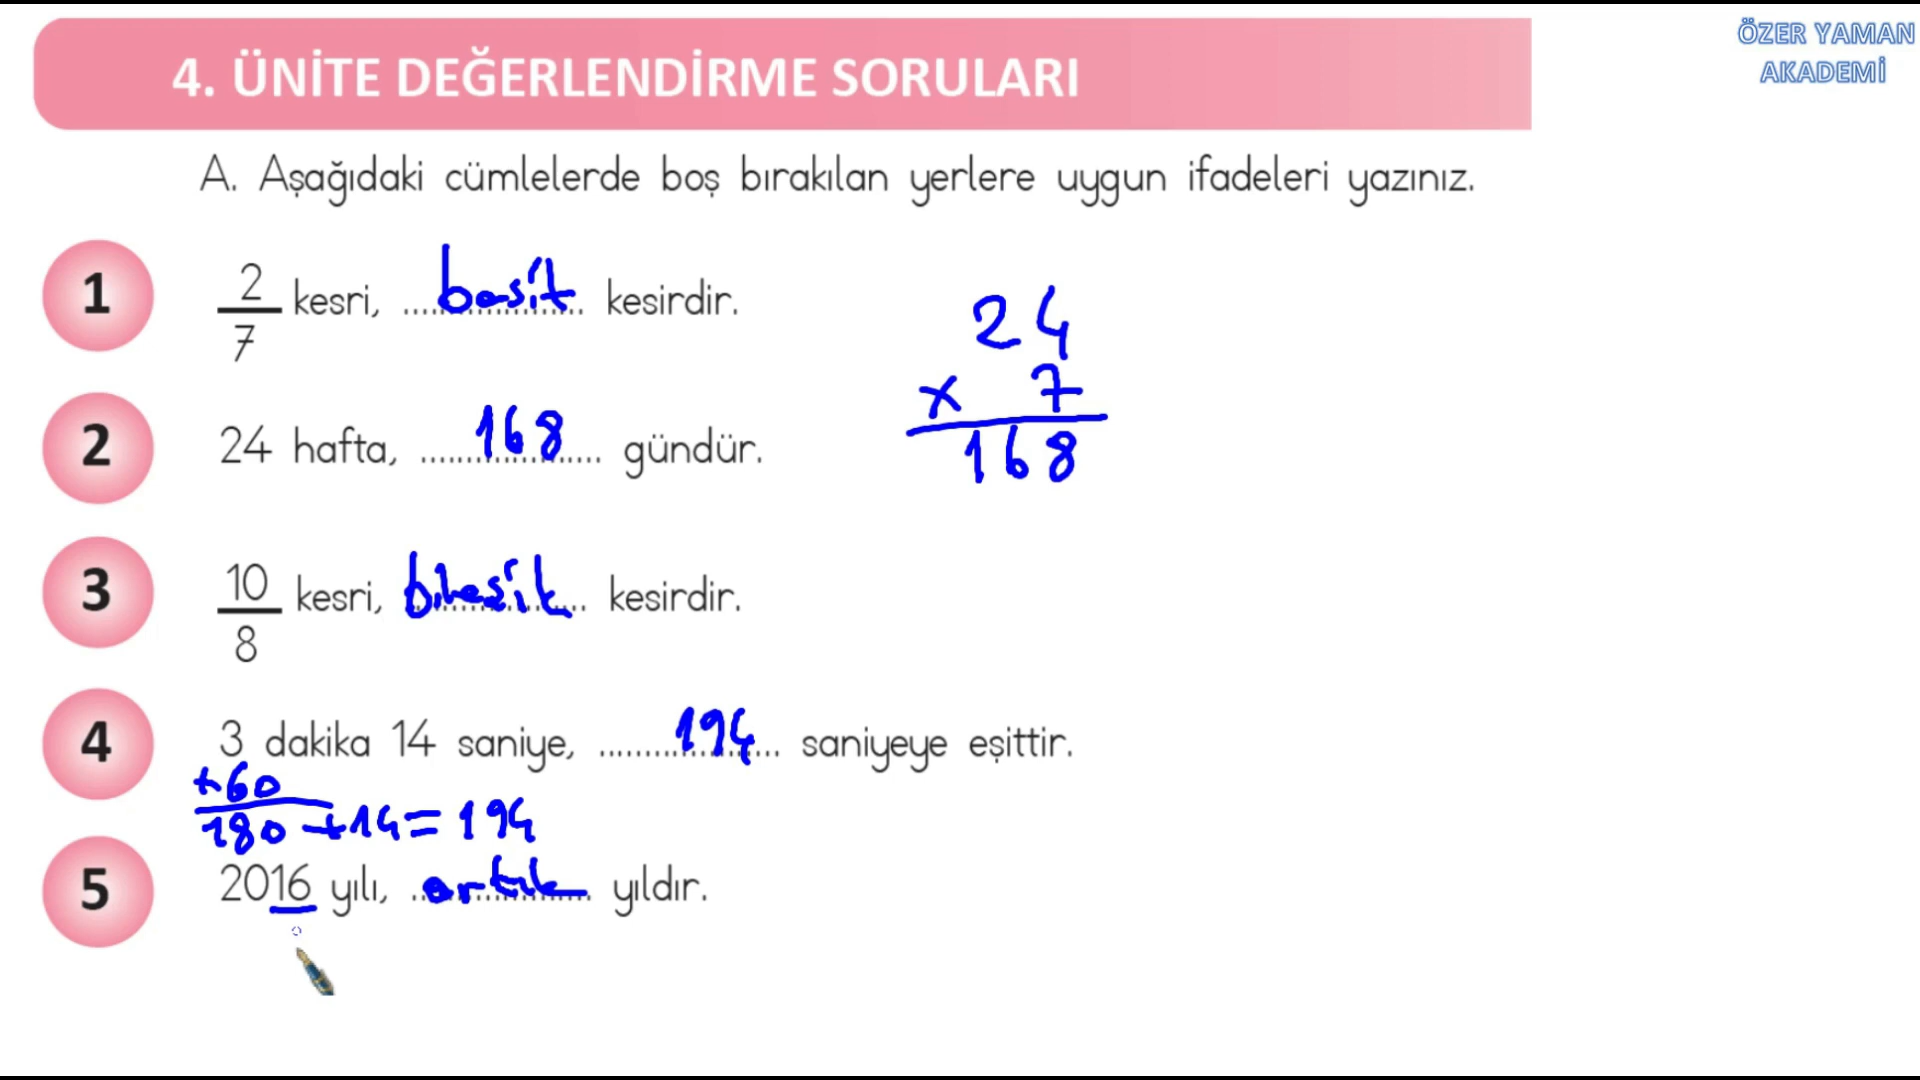 ÖZER YAMAN
AKADEMİ
4. ÜNİTE DEĞERLENDİRME SORULARI
A. Aşağıdaki cümlelerde boş bırakılan yerlere uygun ifadeleri yazınız.
1 2/7 kesri, basit kesirdir.
24
x 7
168
2 24 hafta, 168 gündür.
3 10/8 kesri, bileşik kesirdir.
4 3 dakika 14 saniye, 194 saniyeye eşittir.
x60
180 + 14 = 194
5 2016 yılı, artık yıldır.